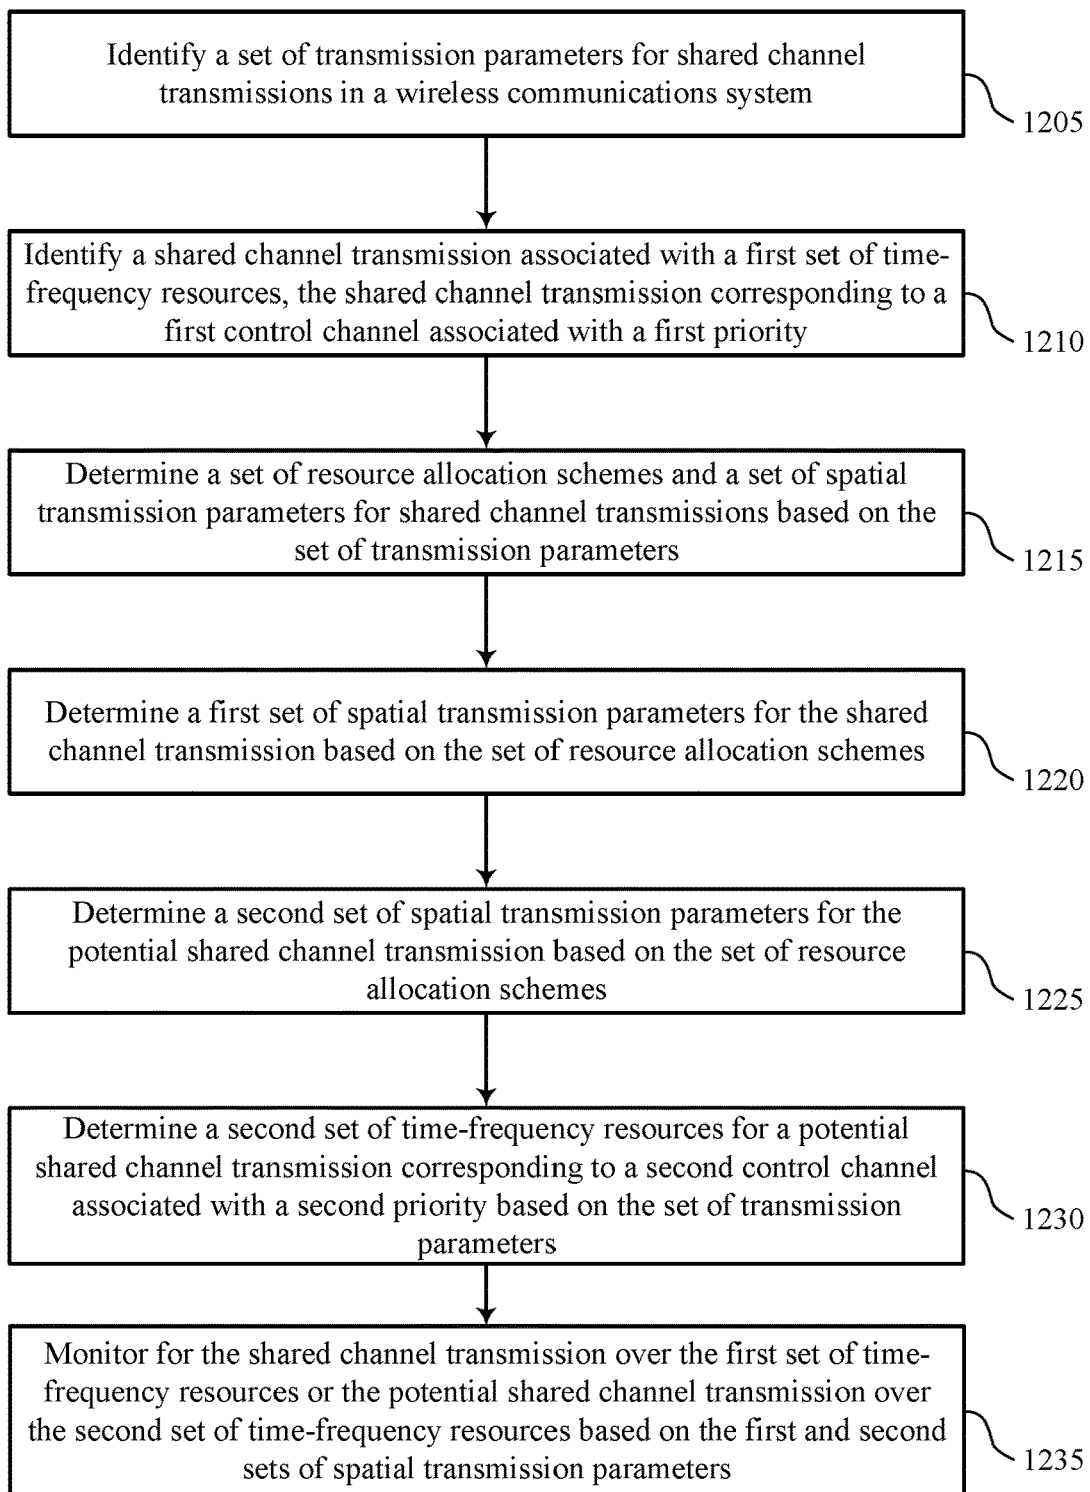 Identify a set of transmission parameters for shared channel
transmissions in a wireless communications system
1205
Identify a shared channel transmission associated with a first set of time-
frequency resources, the shared channel transmission corresponding to a
first control channel associated with a first priority
1210
Determine a set of resource allocation schemes and a set of spatial
transmission parameters for shared channel transmissions based on the
set of transmission parameters
1215
Determine a first set of spatial transmission parameters for the shared
channel transmission based on the set of resource allocation schemes
1220
Determine a second set of spatial transmission parameters for the
potential shared channel transmission based on the set of resource
allocation schemes
1225
Determine a second set of time-frequency resources for a potential
shared channel transmission corresponding to a second control channel
associated with a second priority based on the set of transmission
parameters
1230
Monitor for the shared channel transmission over the first set of time-
frequency resources or the potential shared channel transmission over
the second set of time-frequency resources based on the first and second
sets of spatial transmission parameters
1235